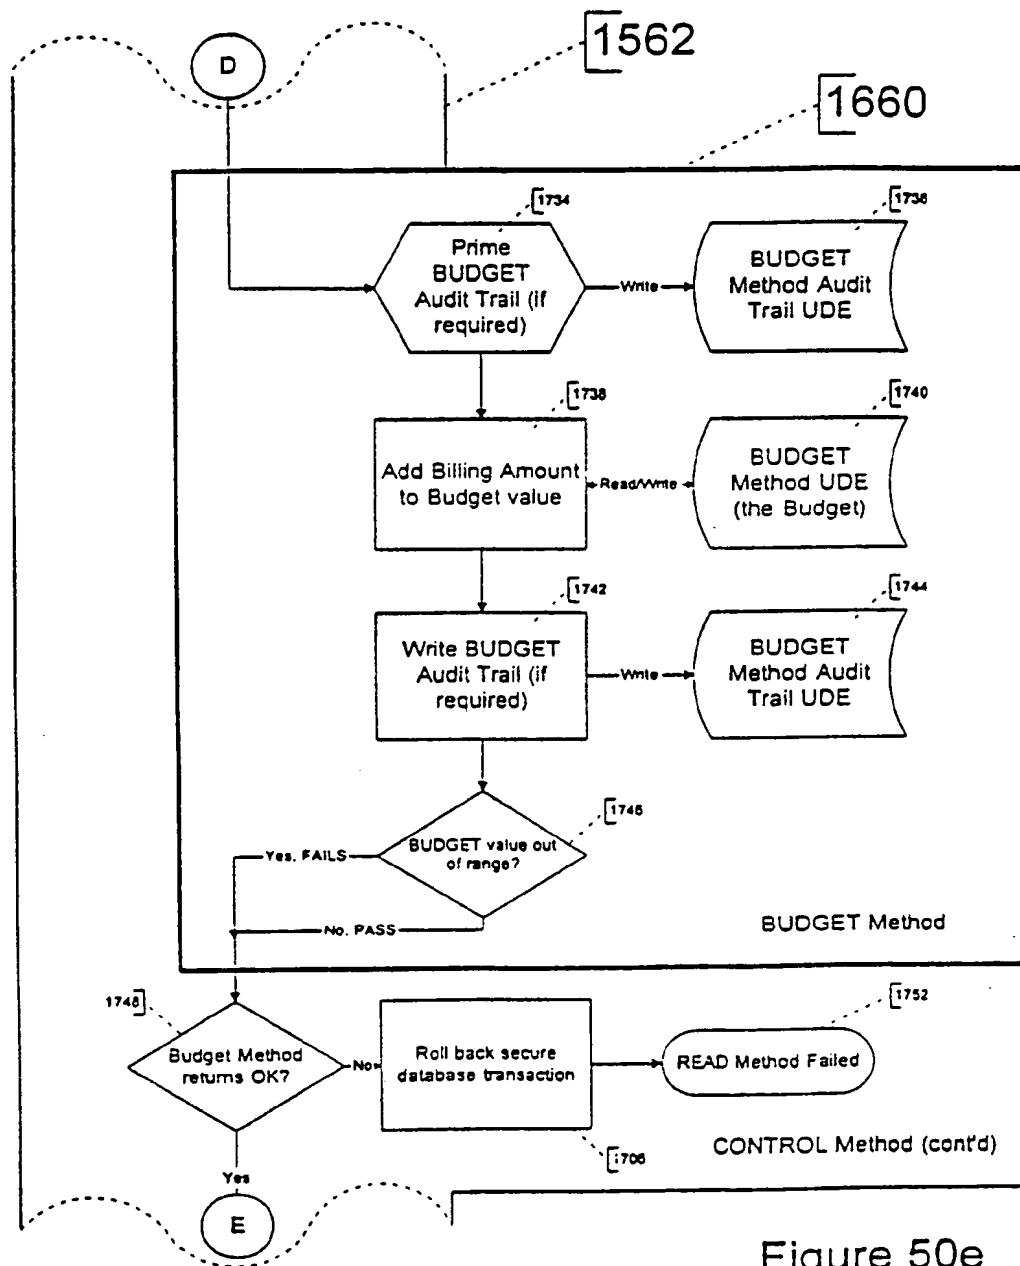 D
1562
1660
1734
Prime
BUDGET
Audit Trail (if
required)
Write
1736
BUDGET
Method Audit
Trail UDE
1738
Add Billing Amount
to Budget value
Read/Write
1740
BUDGET
Method UDE
(the Budget)
1742
Write BUDGET
Audit Trail (if
required)
Write
1744
BUDGET
Method Audit
Trail UDE
1746
BUDGET value out
of range?
Yes, FAILS
No, PASS
BUDGET Method
1748
Budget Method
returns OK?
No
Roll back secure
database transaction
1706
1752
READ Method Failed
CONTROL Method (cont'd)
Yes
E
Figure 50e